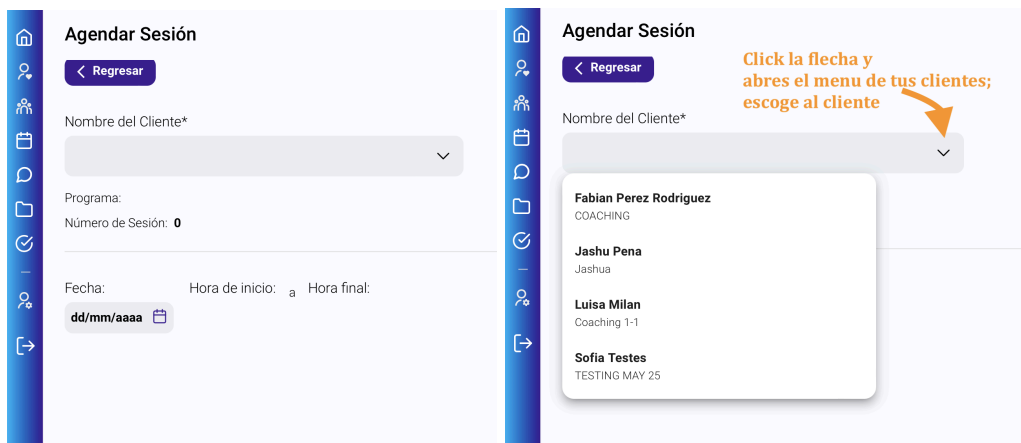 Agendar Sesión
Regresar
Nombre del Cliente*
Programa:
Número de Sesión: 0
Fecha: Hora de inicio: a Hora final:
dd/mm/aaaa
Agendar Sesión
Regresar
Click la flecha y
abres el menu de tus clientes;
escoge al cliente
Nombre del Cliente*
Fabian Perez Rodriguez
COACHING
Jashu Pena
Jashua
Luisa Milan
Coaching 1-1
Sofia Testes
TESTING MAY 25